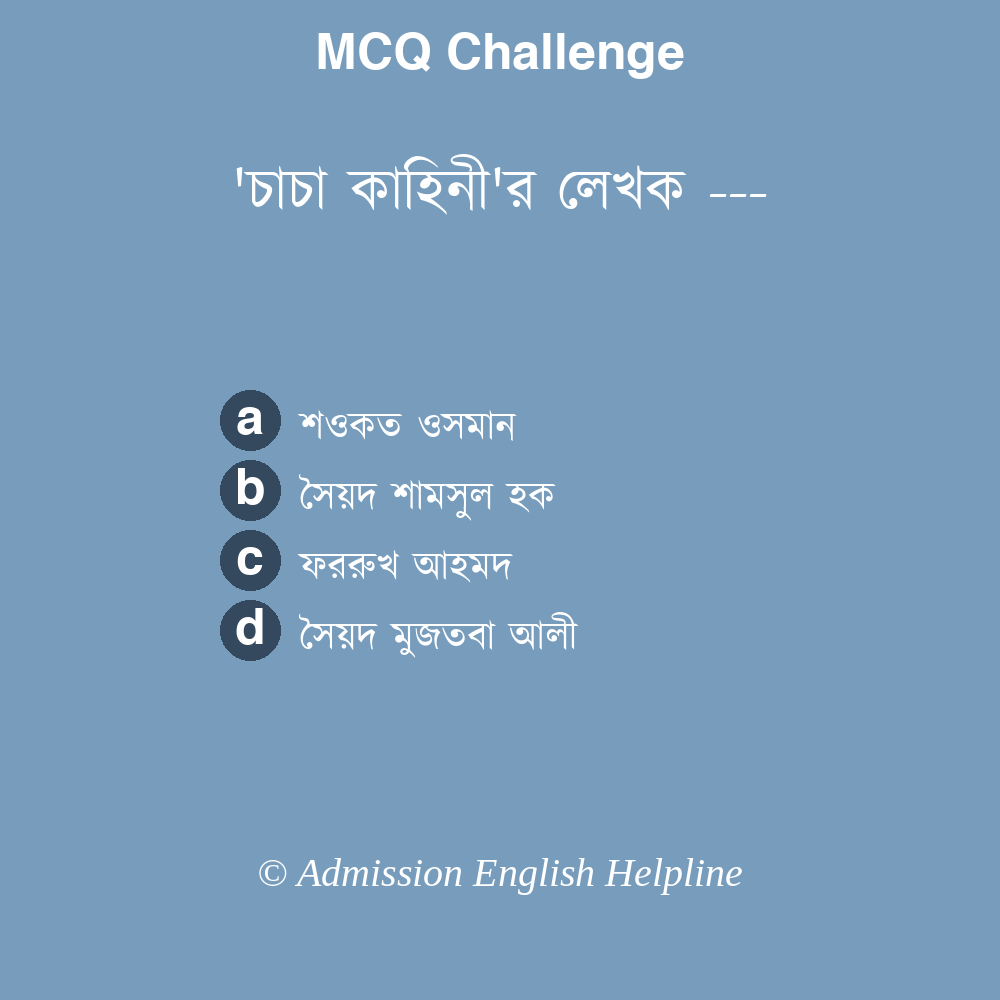 MCQ Challenge
'চাচা কাহিনী'র লেখক ---
a শওকত ওসমান
b সৈয়দ শামসুল হক
c ফররুখ আহমদ
d সৈয়দ মুজতবা আলী
© Admission English Helpline